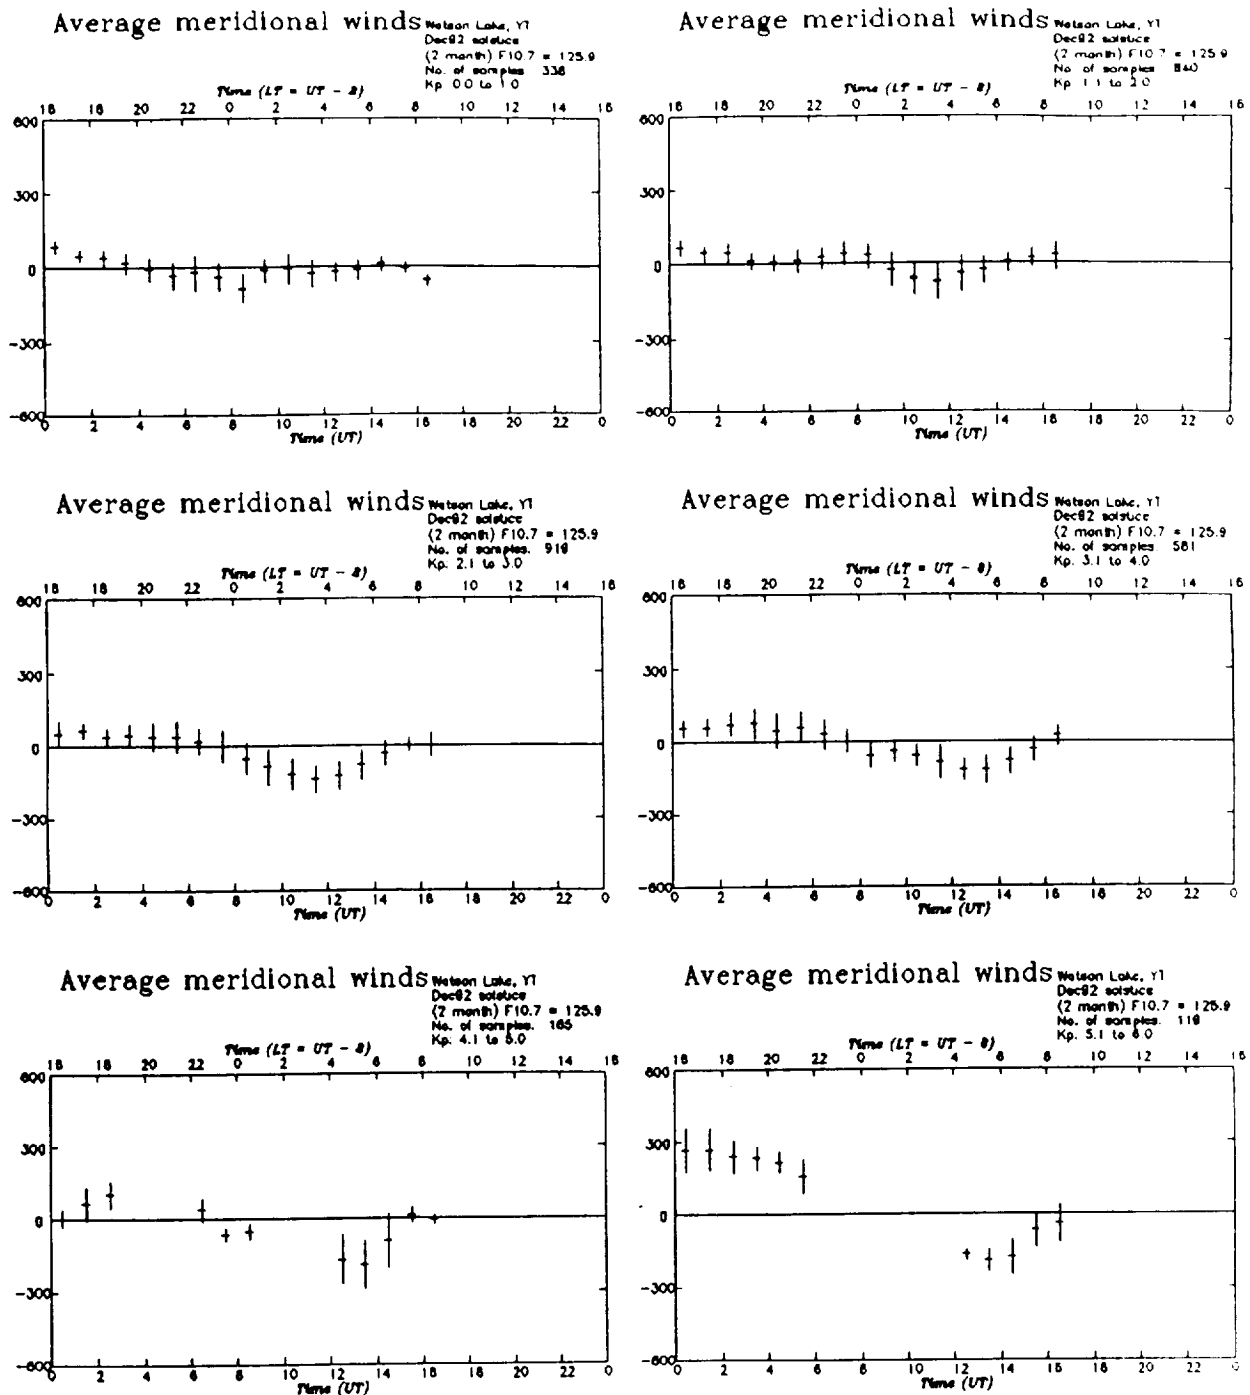 Average meridional winds Watson Lake, YT
Dec92 solstice
(2 month) F10.7 = 125.9
No. of samples 338
Kp 0.0 to 1.0
Time (LT = UT - 8)
16 18 20 22 0 2 4 6 8 10 12 14 16
600
300
0
-300
-600
2 4 6 8 10 12 14 16 18 20 22 0
Time (UT)
Average meridional winds Watson Lake, YT
Dec92 solstice
(2 month) F10.7 = 125.9
No. of samples 840
Kp 1.1 to 2.0
Time (LT = UT - 8)
16 18 20 22 0 2 4 6 8 10 12 14 16
600
300
0
-300
-600
0 2 4 6 8 10 12 14 16 18 20 22 0
Time (UT)
Average meridional winds Watson Lake, YT
Dec92 solstice
(2 month) F10.7 = 125.9
No. of samples. 919
Kp: 2.1 to 3.0
Time (LT = UT - 8)
16 18 20 22 0 2 4 6 8 10 12 14 16
600
300
0
-300
-600
2 4 6 8 10 12 14 16 18 20 22 0
Time (UT)
Average meridional winds Watson Lake, YT
Dec92 solstice
(2 month) F10.7 = 125.9
No. of samples. 581
Kp: 3.1 to 4.0
Time (LT = UT - 8)
16 18 20 22 0 2 4 6 8 10 12 14 16
600
300
0
-300
-600
0 2 4 6 8 10 12 14 16 18 20 22 0
Time (UT)
Average meridional winds Watson Lake, YT
Dec92 solstice
(2 month) F10.7 = 125.9
No. of samples. 165
Kp: 4.1 to 5.0
Time (LT = UT - 8)
16 18 20 22 0 2 4 6 8 10 12 14 16
600
300
0
-300
-600
0 2 4 6 8 10 12 14 16 18 20 22 0
Time (UT)
Average meridional winds Watson Lake, YT
Dec92 solstice
(2 month) F10.7 = 125.9
No. of samples. 119
Kp: 5.1 to 6.0
Time (LT = UT - 8)
16 18 20 22 0 2 4 6 8 10 12 14 16
600
300
0
-300
-600
0 2 4 6 8 10 12 14 16 18 20 22 0
Time (UT)